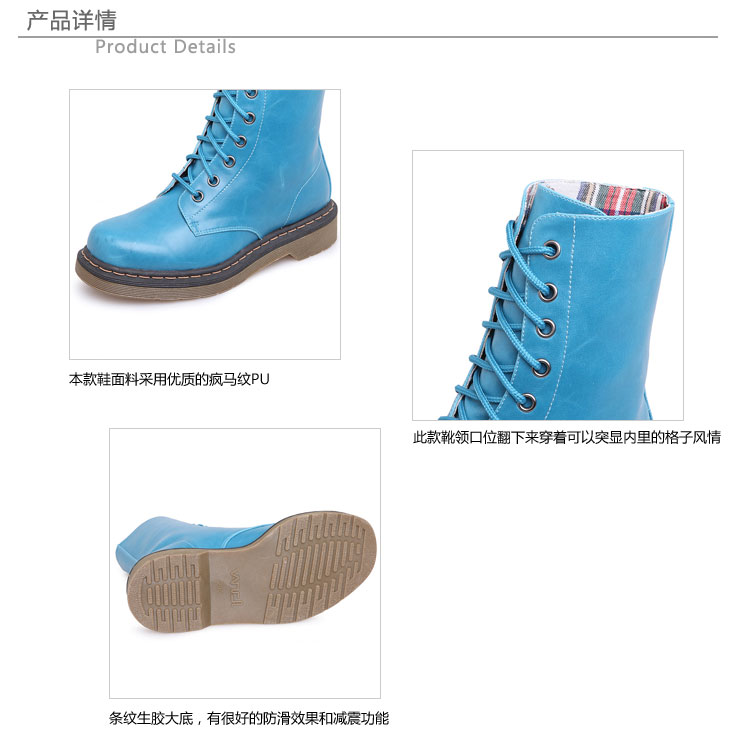 产品详情
Product Details
本款鞋面料采用优质的疯马纹PU
此款靴领口位翻下来穿着可以突显内里的格子风情
条纹生胶大底，有很好的防滑效果和减震功能